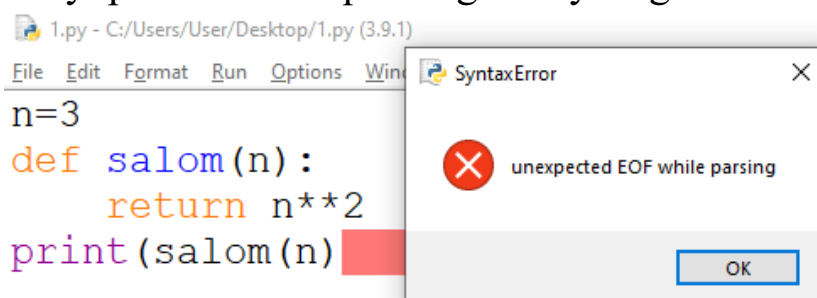 1.py - C:/Users/User/Desktop/1.py (3.9.1)
File Edit Format Run Options
SyntaxError
n=3
def salom(n):
    return n**2
print(salom(n)
unexpected EOF while parsing
OK